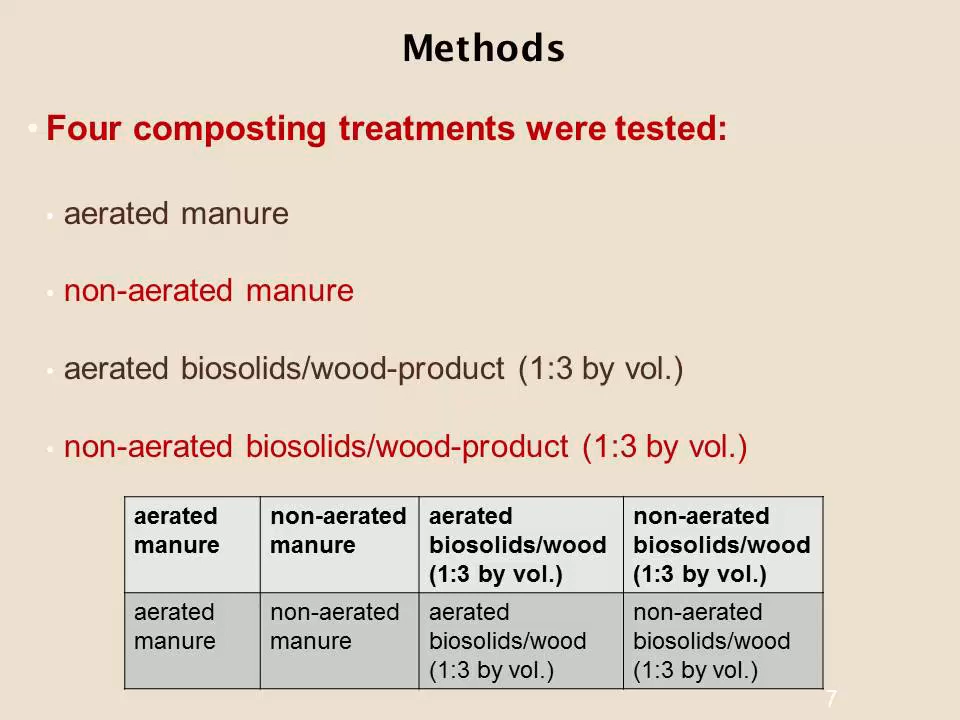 Methods
• Four composting treatments were tested:
• aerated manure
• non-aerated manure
• aerated biosolids/wood-product (1:3 by vol.)
• non-aerated biosolids/wood-product (1:3 by vol.)
aerated
manure
non-aerated
manure
aerated
biosolids/wood
(1:3 by vol.)
non-aerated
biosolids/wood
(1:3 by vol.)
aerated
manure
non-aerated
manure
aerated
biosolids/wood
(1:3 by vol.)
non-aerated
biosolids/wood
(1:3 by vol.)
7